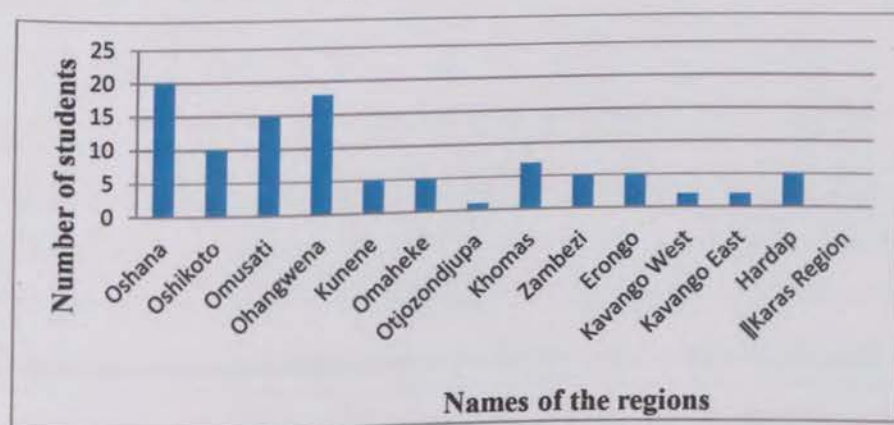 Number of students
25
20
15
10
5
0
Oshana
Oshikoto
Omusati
Ohangwena
Kunene
Omaheke
Otjozondjupa
Khomas
Zambezi
Erongo
Kavango West
Kavango East
Hardap
ǁKaras Region
Names of the regions